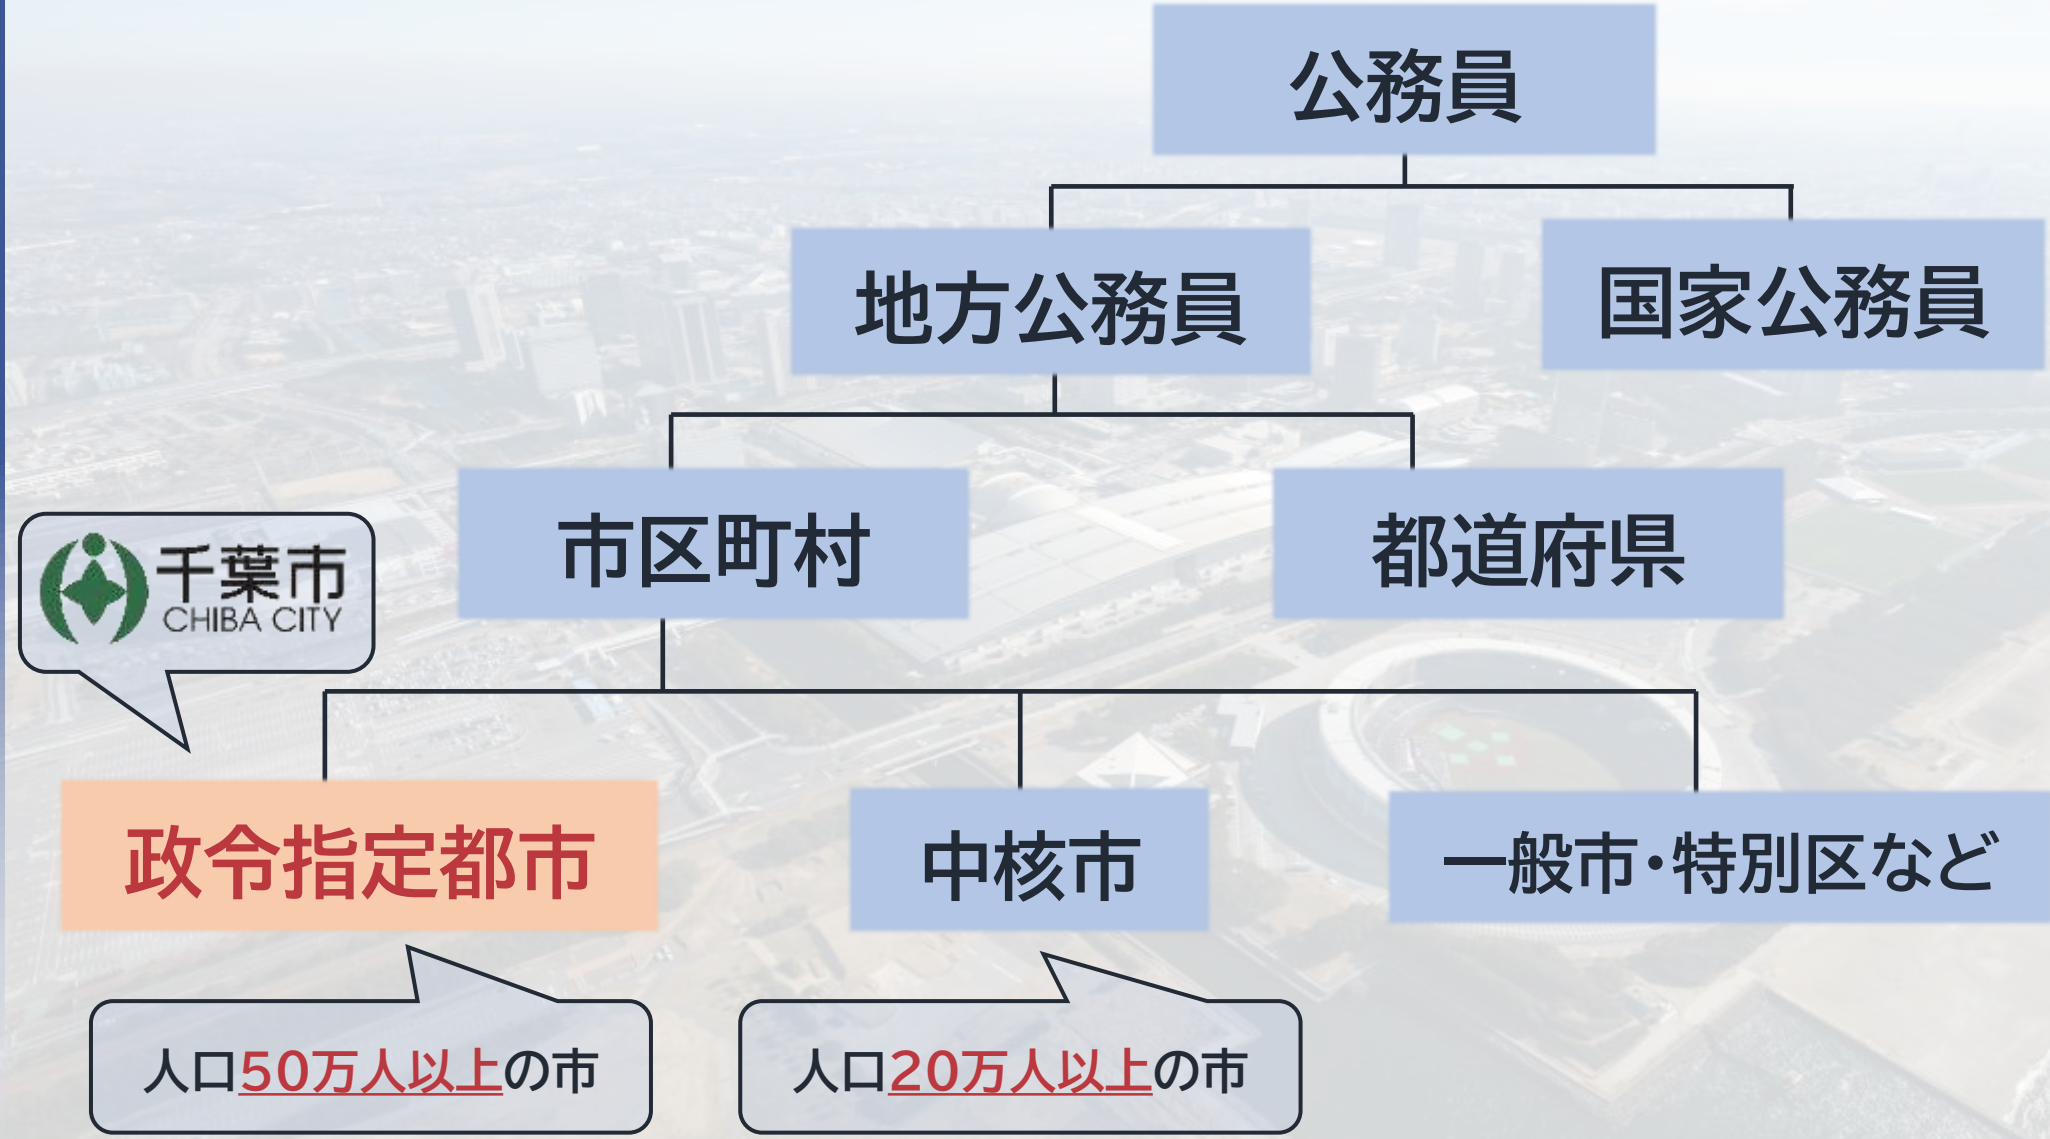 公務員
地方公務員
国家公務員
市区町村
都道府県
千葉市
CHIBA CITY
政令指定都市
中核市
一般市・特別区など
人口50万人以上の市
人口20万人以上の市